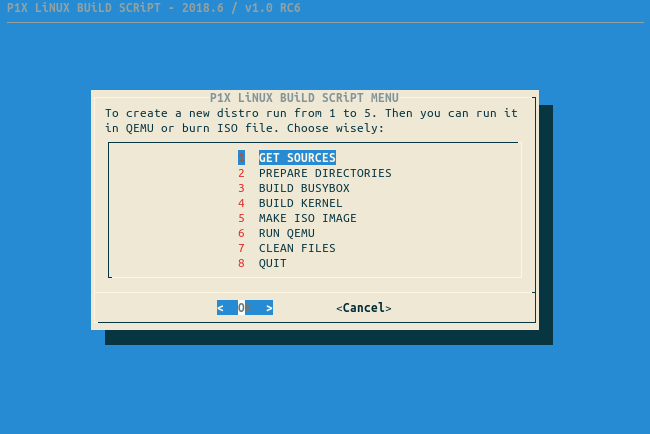 P1X LiNUX BUiLD SCRiPT - 2018.6 / v1.0 RC6
P1X LiNUX BUiLD SCRiPT MENU
To create a new distro run from 1 to 5. Then you can run it
in QEMU or burn ISO file. Choose wisely:
1 GET SOURCES
2 PREPARE DIRECTORIES
3 BUILD BUSYBOX
4 BUILD KERNEL
5 MAKE ISO IMAGE
6 RUN QEMU
7 CLEAN FILES
8 QUIT
< OK > <Cancel>